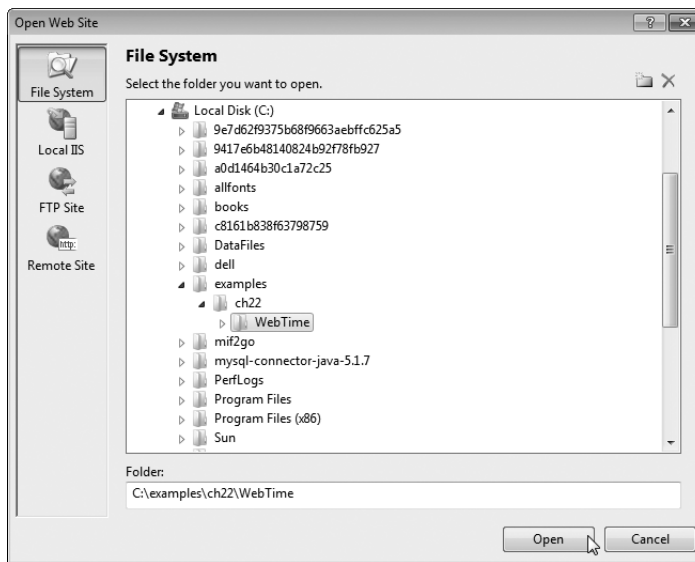 Open Web Site
File System
Local IIS
FTP Site
http:
Remote Site
File System
Select the folder you want to open.
Local Disk (C:)
9e7d62f9375b68f9663aebffc625a5
9417e6b48140824b92f78fb927
a0d1464b30c1a72c25
allfonts
books
c8161b838f63798759
DataFiles
dell
examples
ch22
WebTime
mif2go
mysql-connector-java-5.1.7
PerfLogs
Program Files
Program Files (x86)
Sun
Folder:
C:\examples\ch22\WebTime
Open
Cancel